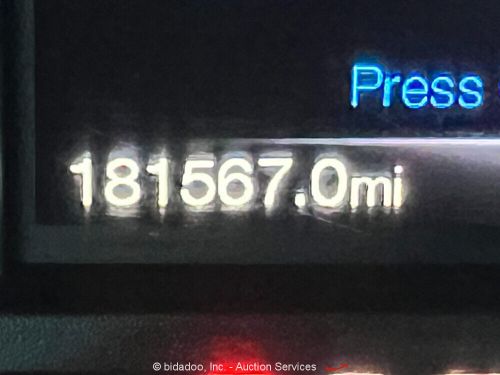 Press
181567.0mi
© bidadoo, Inc. - Auction Services